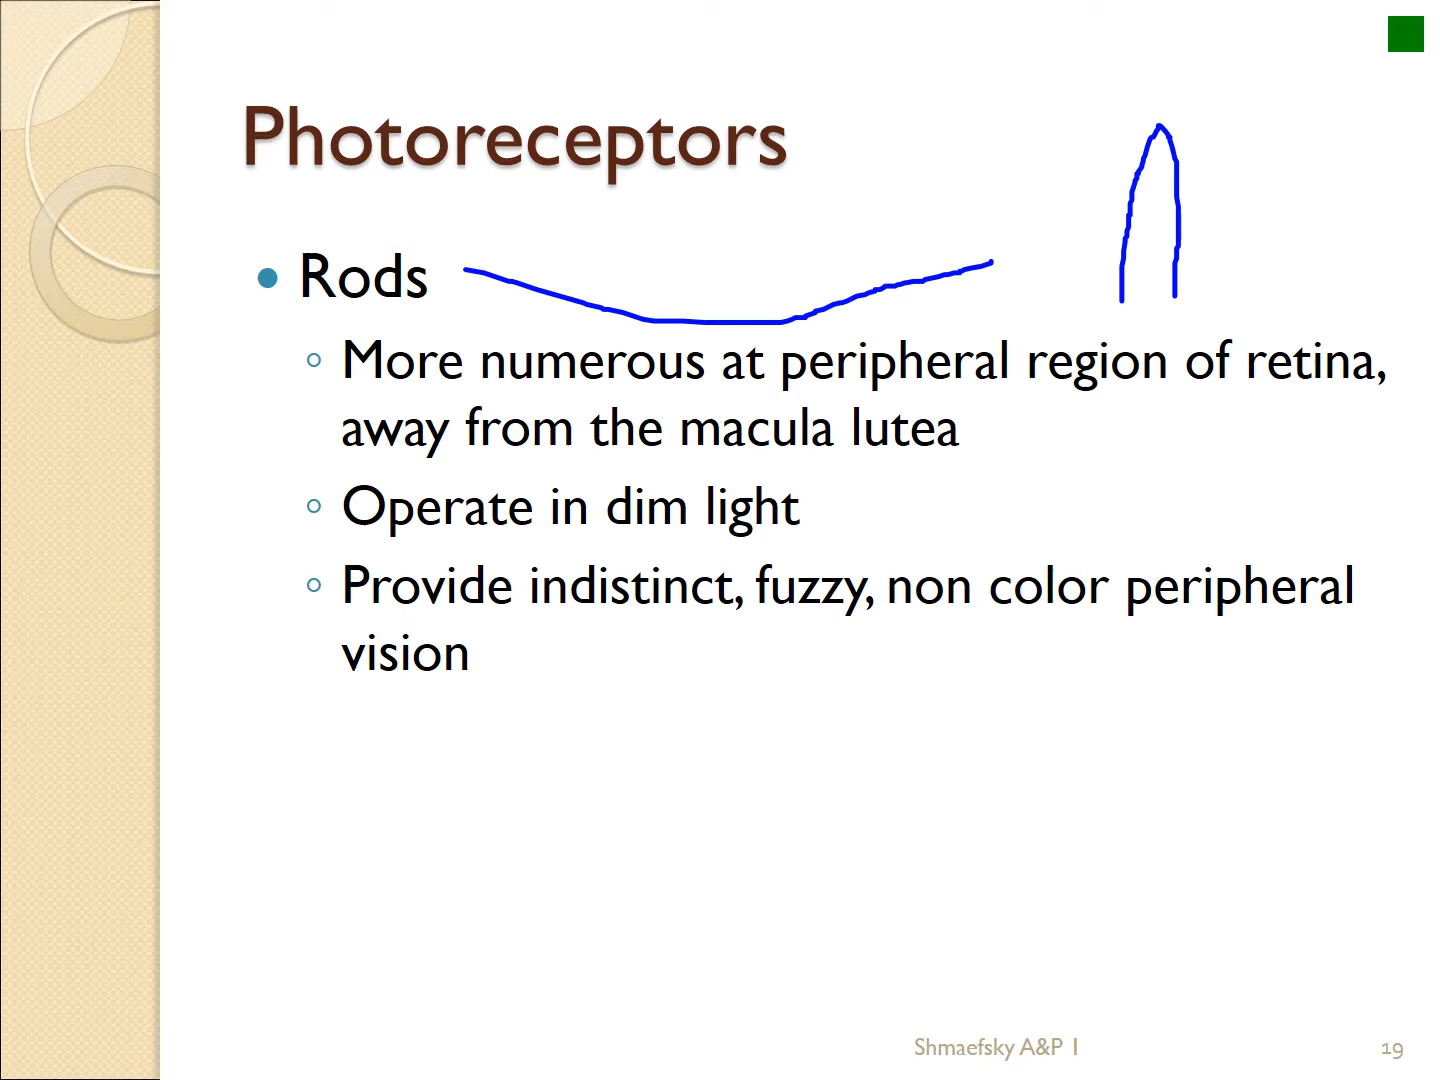 Photoreceptors
Rods
More numerous at peripheral region of retina,
away from the macula lutea
Operate in dim light
Provide indistinct, fuzzy, non color peripheral
vision
Shmaefsky A&P 1
19